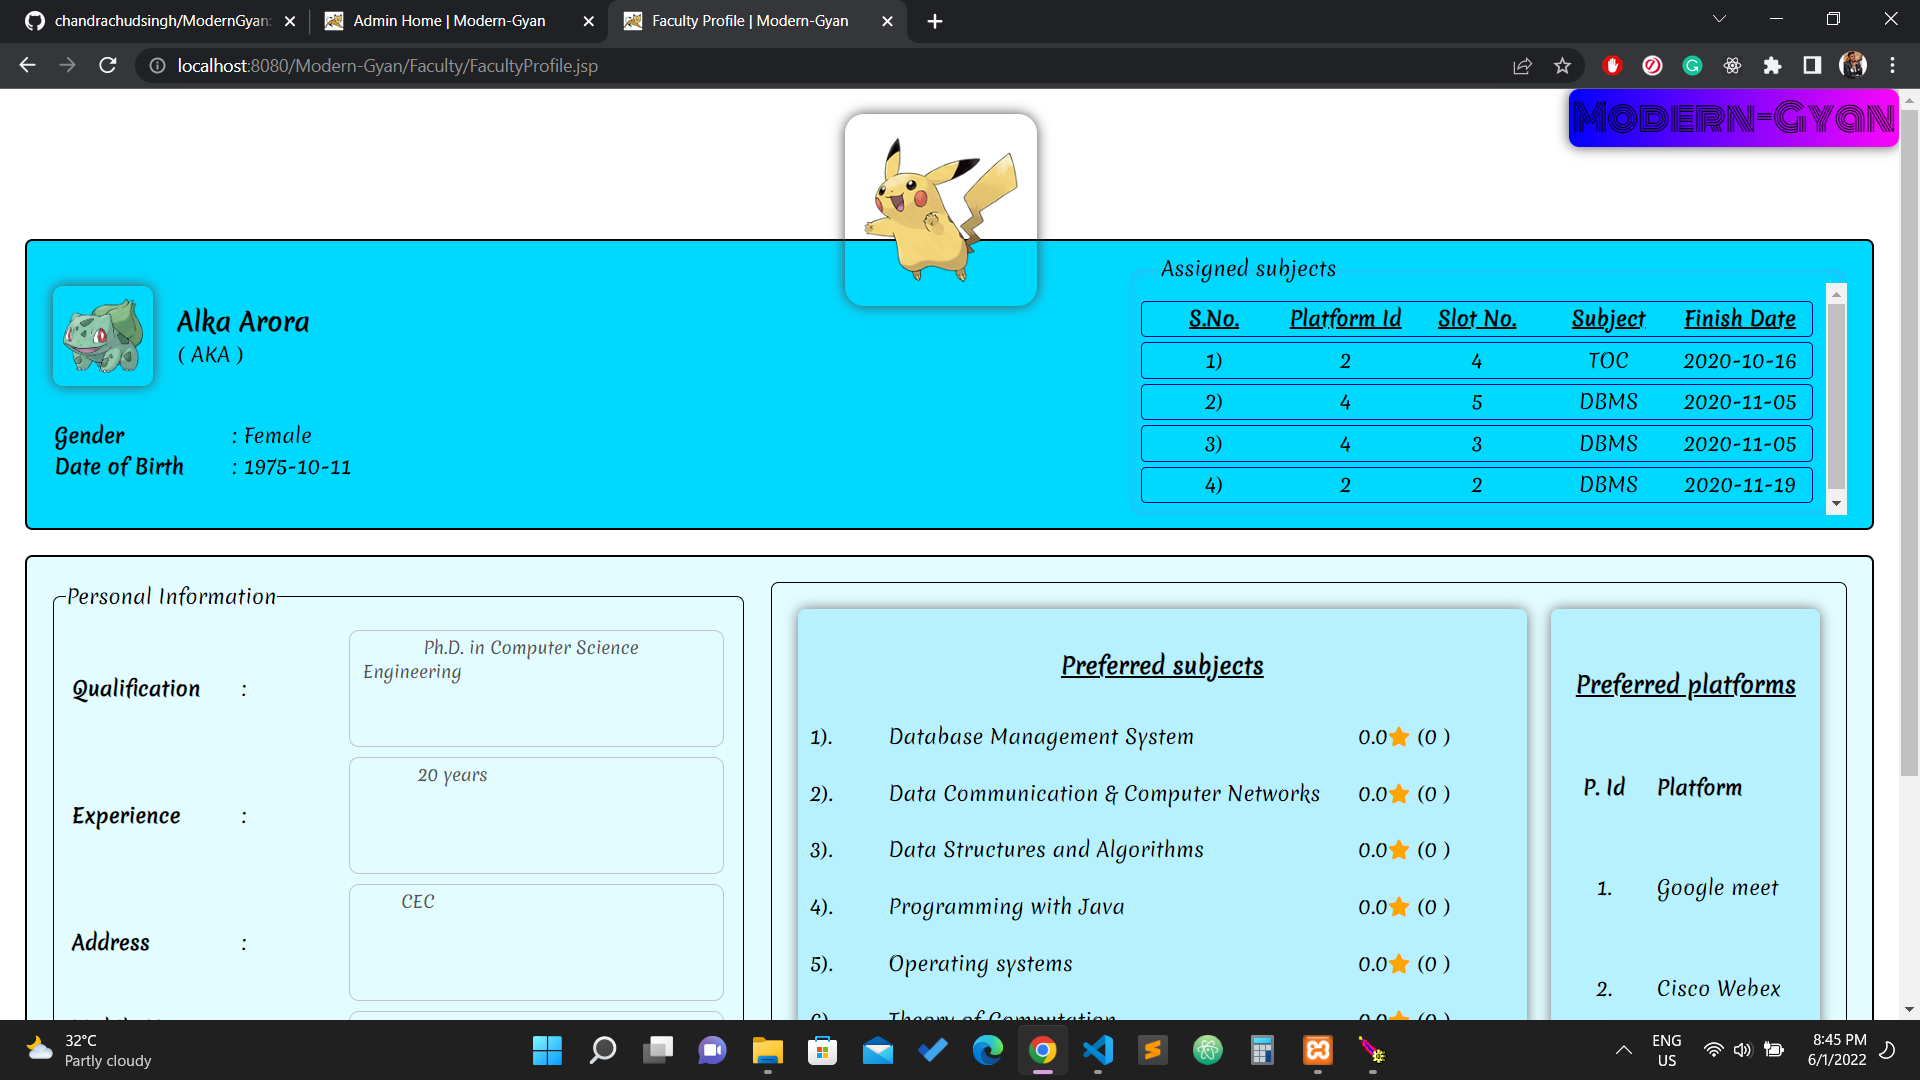 chandrachudsingh/ModernGyan:
Admin Home | Modern-Gyan
Faculty Profile | Modern-Gyan
localhost:8080/Modern-Gyan/Faculty/FacultyProfile.jsp
Modern-Gyan
Alka Arora
( AKA )
Gender : Female
Date of Birth : 1975-10-11
Assigned subjects
S.No. Platform Id Slot No. Subject Finish Date
1) 2 4 TOC 2020-10-16
2) 4 5 DBMS 2020-11-05
3) 4 3 DBMS 2020-11-05
4) 2 2 DBMS 2020-11-19
Personal Information
Qualification :
Ph.D. in Computer Science
Engineering
Experience : 20 years
Address : CEC
Preferred subjects
1). Database Management System 0.0 (0 )
2). Data Communication & Computer Networks 0.0 (0 )
3). Data Structures and Algorithms 0.0 (0 )
4). Programming with Java 0.0 (0 )
5). Operating systems 0.0 (0 )
6). Theory of Computation 0.0 (0 )
Preferred platforms
P. Id Platform
1. Google meet
2. Cisco Webex
32°C
Partly cloudy
ENG
US
8:45 PM
6/1/2022